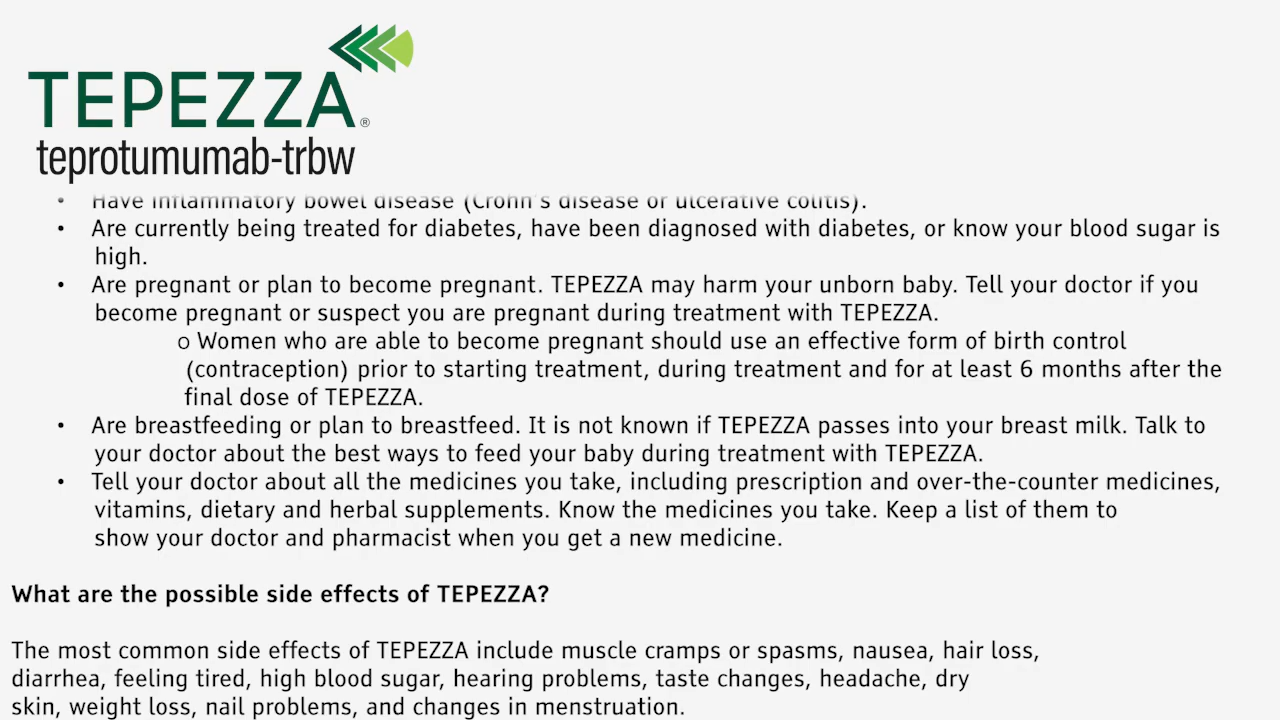 TEPEZZA®
teprotumumab-trbw
• Have inflammatory bowel disease (Crohn's disease or ulcerative colitis).
• Are currently being treated for diabetes, have been diagnosed with diabetes, or know your blood sugar is
high.
• Are pregnant or plan to become pregnant. TEPEZZA may harm your unborn baby. Tell your doctor if you
become pregnant or suspect you are pregnant during treatment with TEPEZZA.
o Women who are able to become pregnant should use an effective form of birth control
(contraception) prior to starting treatment, during treatment and for at least 6 months after the
final dose of TEPEZZA.
• Are breastfeeding or plan to breastfeed. It is not known if TEPEZZA passes into your breast milk. Talk to
your doctor about the best ways to feed your baby during treatment with TEPEZZA.
• Tell your doctor about all the medicines you take, including prescription and over-the-counter medicines,
vitamins, dietary and herbal supplements. Know the medicines you take. Keep a list of them to
show your doctor and pharmacist when you get a new medicine.
What are the possible side effects of TEPEZZA?
The most common side effects of TEPEZZA include muscle cramps or spasms, nausea, hair loss,
diarrhea, feeling tired, high blood sugar, hearing problems, taste changes, headache, dry
skin, weight loss, nail problems, and changes in menstruation.